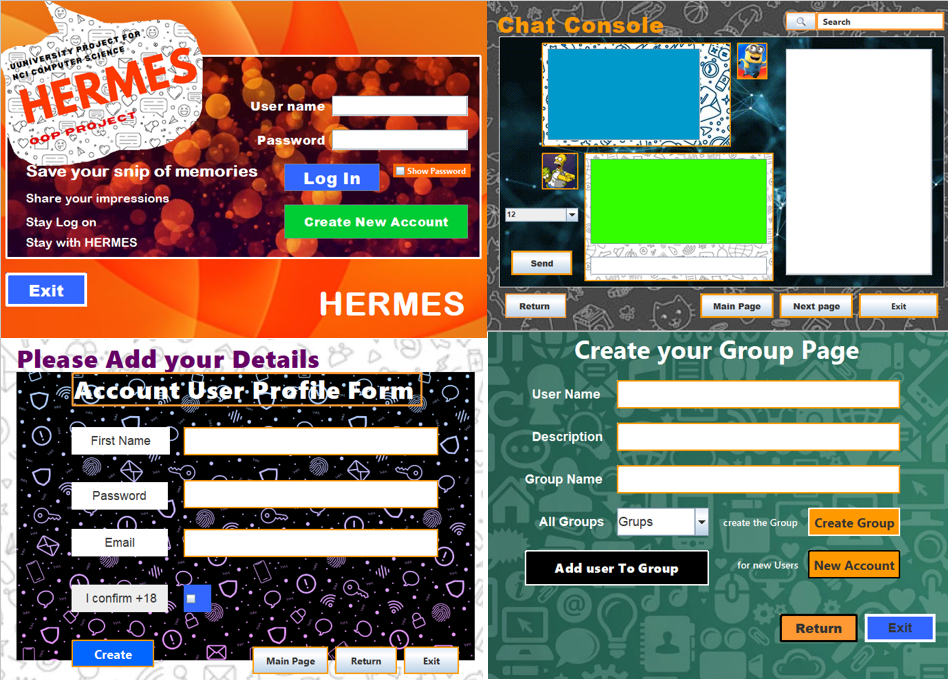 UUNIVERSITY PROJECT FOR
NCI COMPUTER SCIENCE
HERMES
OOP PROJECT
User name
Password
Save your snip of memories
Log In
Show Password
Share your impressions
Stay Log on
Create New Account
Stay with HERMES
Exit
HERMES
Chat Console
Search
12
Send
Return
Main Page
Next page
Exit
Please Add your Details
Account User Profile Form
First Name
Password
Email
I confirm +18
Create
Main Page
Return
Exit
Create your Group Page
User Name
Description
Group Name
All Groups
Grups
create the Group
Create Group
Add user To Group
for new Users
New Account
Return
Exit